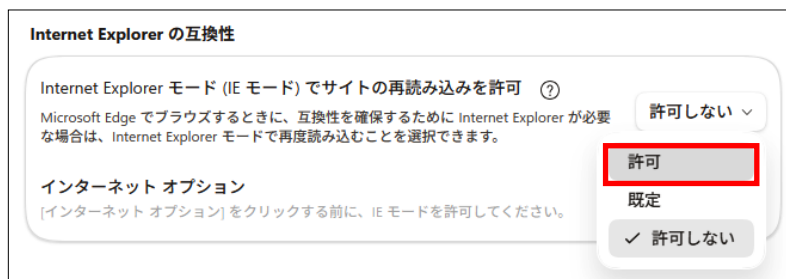 Internet Explorer の互換性
Internet Explorer モード (IE モード) でサイトの再読み込みを許可 ?
Microsoft Edge でブラウズするときに、互換性を確保するために Internet Explorer が必要
な場合は、Internet Explorer モードで再度読み込むことを選択できます。
許可しない
許可
既定
許可しない
インターネット オプション
[インターネット オプション] をクリックする前に、IE モードを許可してください。